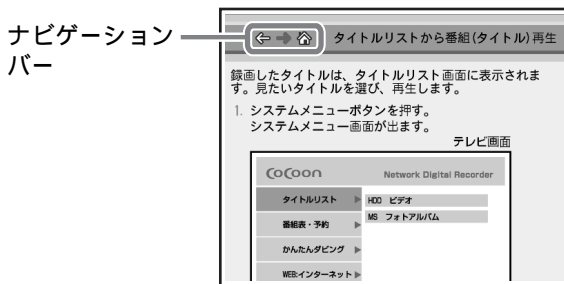 ナビゲーション
バー
タイトルリストから番組(タイトル)再生
録画したタイトルは、タイトルリスト画面に表示されま
す。見たいタイトルを選び、再生します。
1. システムメニューボタンを押す。
システムメニュー画面が出ます。
テレビ画面
CoCoon
Network Digital Recorder
タイトルリスト
HDD ビデオ
MS フォトアルバム
番組表・予約
かんたんダビング
WEB:インターネット